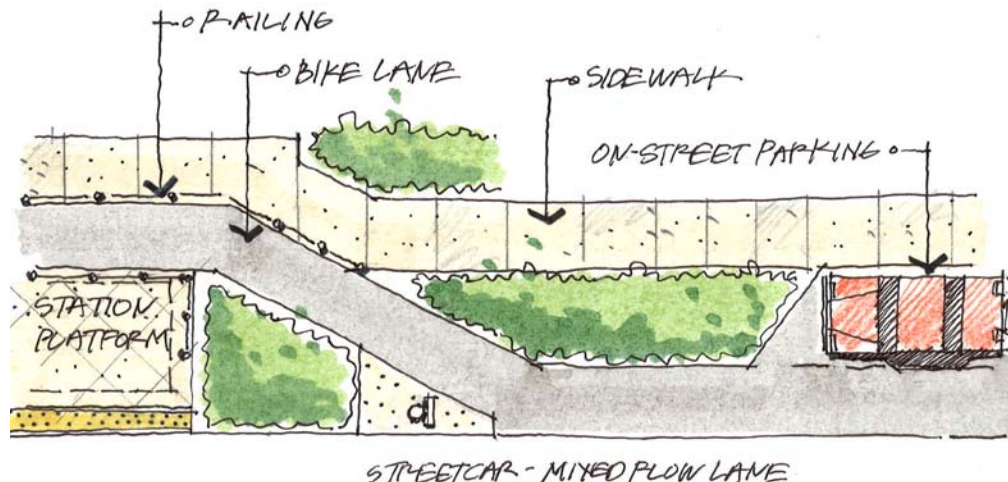 RAILING
BIKE LANE
SIDEWALK
ON-STREET PARKING
STATION
PLATFORM
STREETCAR - MIXED FLOW LANE